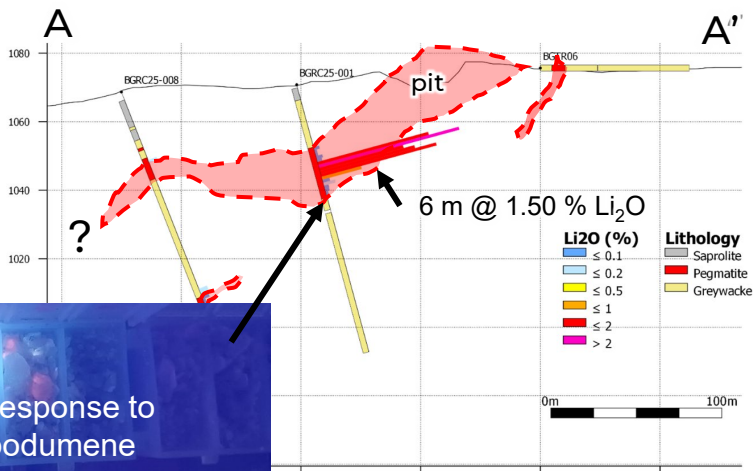 A
A'''
1080
BGRC25-008
BGRC25-001
BGTR06
pit
1060
1040
6 m @ 1.50 % Li₂O
?
Li2O (%)
≤ 0.1
≤ 0.2
≤ 0.5
≤ 1
≤ 2
> 2
Lithology
Saprolite
Pegmatite
Greywacke
1020
0m
100m
esponse to
odumene